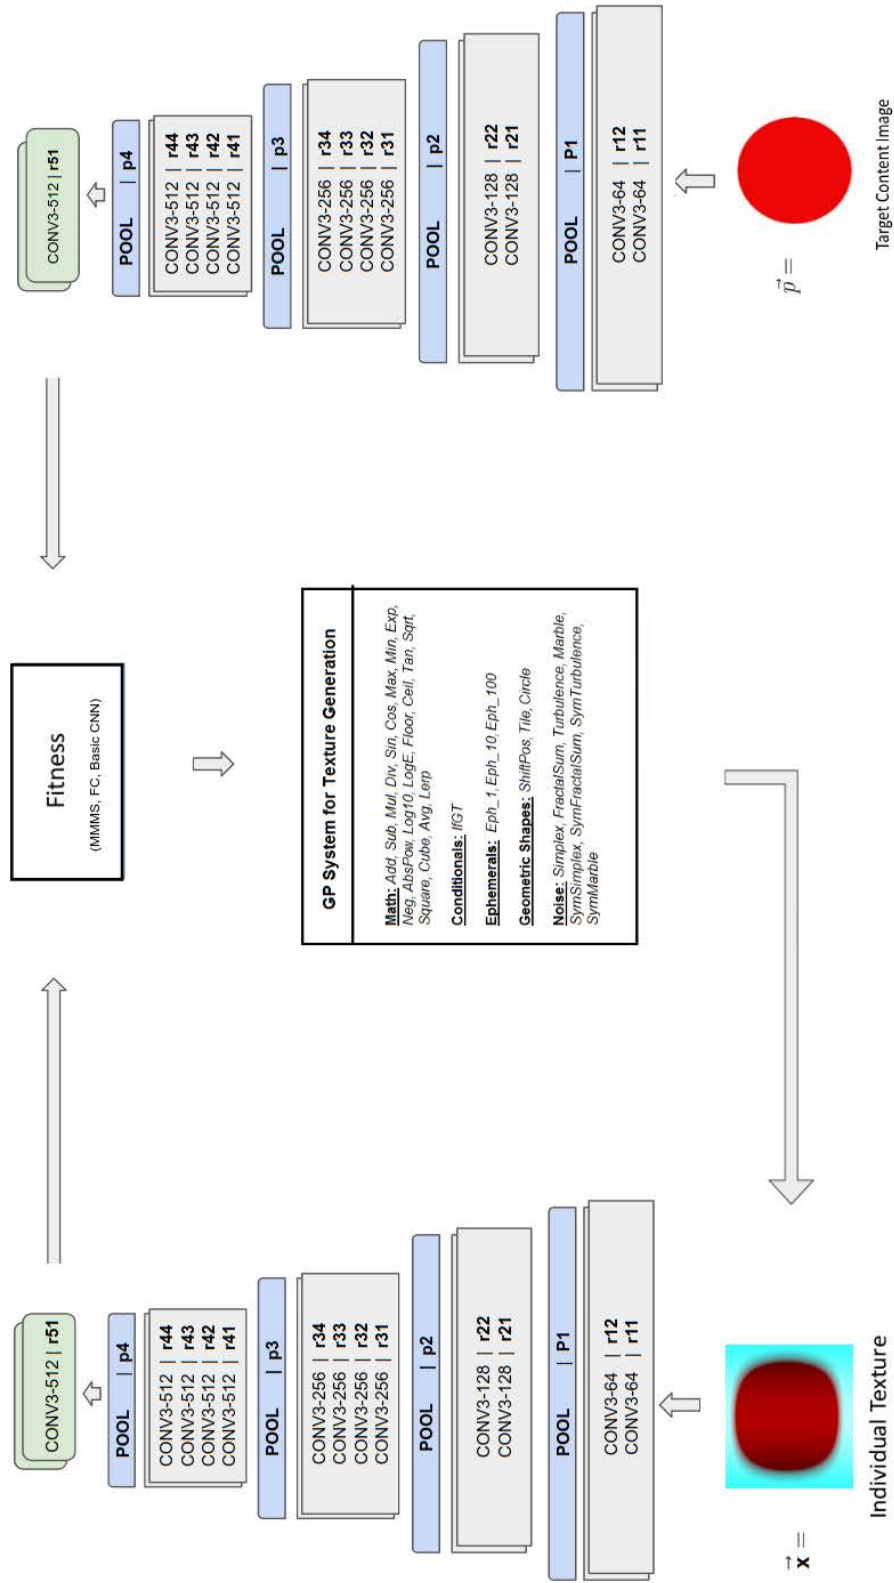 CONV3-512 | r51
POOL | p4
CONV3-512 | r44
CONV3-512 | r43
CONV3-512 | r42
CONV3-512 | r41
POOL | p3
CONV3-256 | r34
CONV3-256 | r33
CONV3-256 | r32
CONV3-256 | r31
POOL | p2
CONV3-128 | r22
CONV3-128 | r21
POOL | P1
CONV3-64 | r12
CONV3-64 | r11
x⃗ =
Individual Texture
Fitness
(MMMS, FC, Basic CNN)
GP System for Texture Generation
Math: Add, Sub, Mul, Div, Sin, Cos, Max, Min, Exp,
Neg, AbsPow, Log10, LogE, Floor, Ceil, Tan, Sqrt,
Square, Cube, Avg, Lerp
Conditionals: IfGT
Ephemerals: Eph_1, Eph_10, Eph_100
Geometric Shapes: ShiftPos, Tile, Circle
Noise: Simplex, FractalSum, Turbulence, Marble,
SymSimplex, SymFractalSum, SymTurbulence,
SymMarble
CONV3-512 | r51
POOL | p4
CONV3-512 | r44
CONV3-512 | r43
CONV3-512 | r42
CONV3-512 | r41
POOL | p3
CONV3-256 | r34
CONV3-256 | r33
CONV3-256 | r32
CONV3-256 | r31
POOL | p2
CONV3-128 | r22
CONV3-128 | r21
POOL | P1
CONV3-64 | r12
CONV3-64 | r11
p⃗ =
Target Content Image